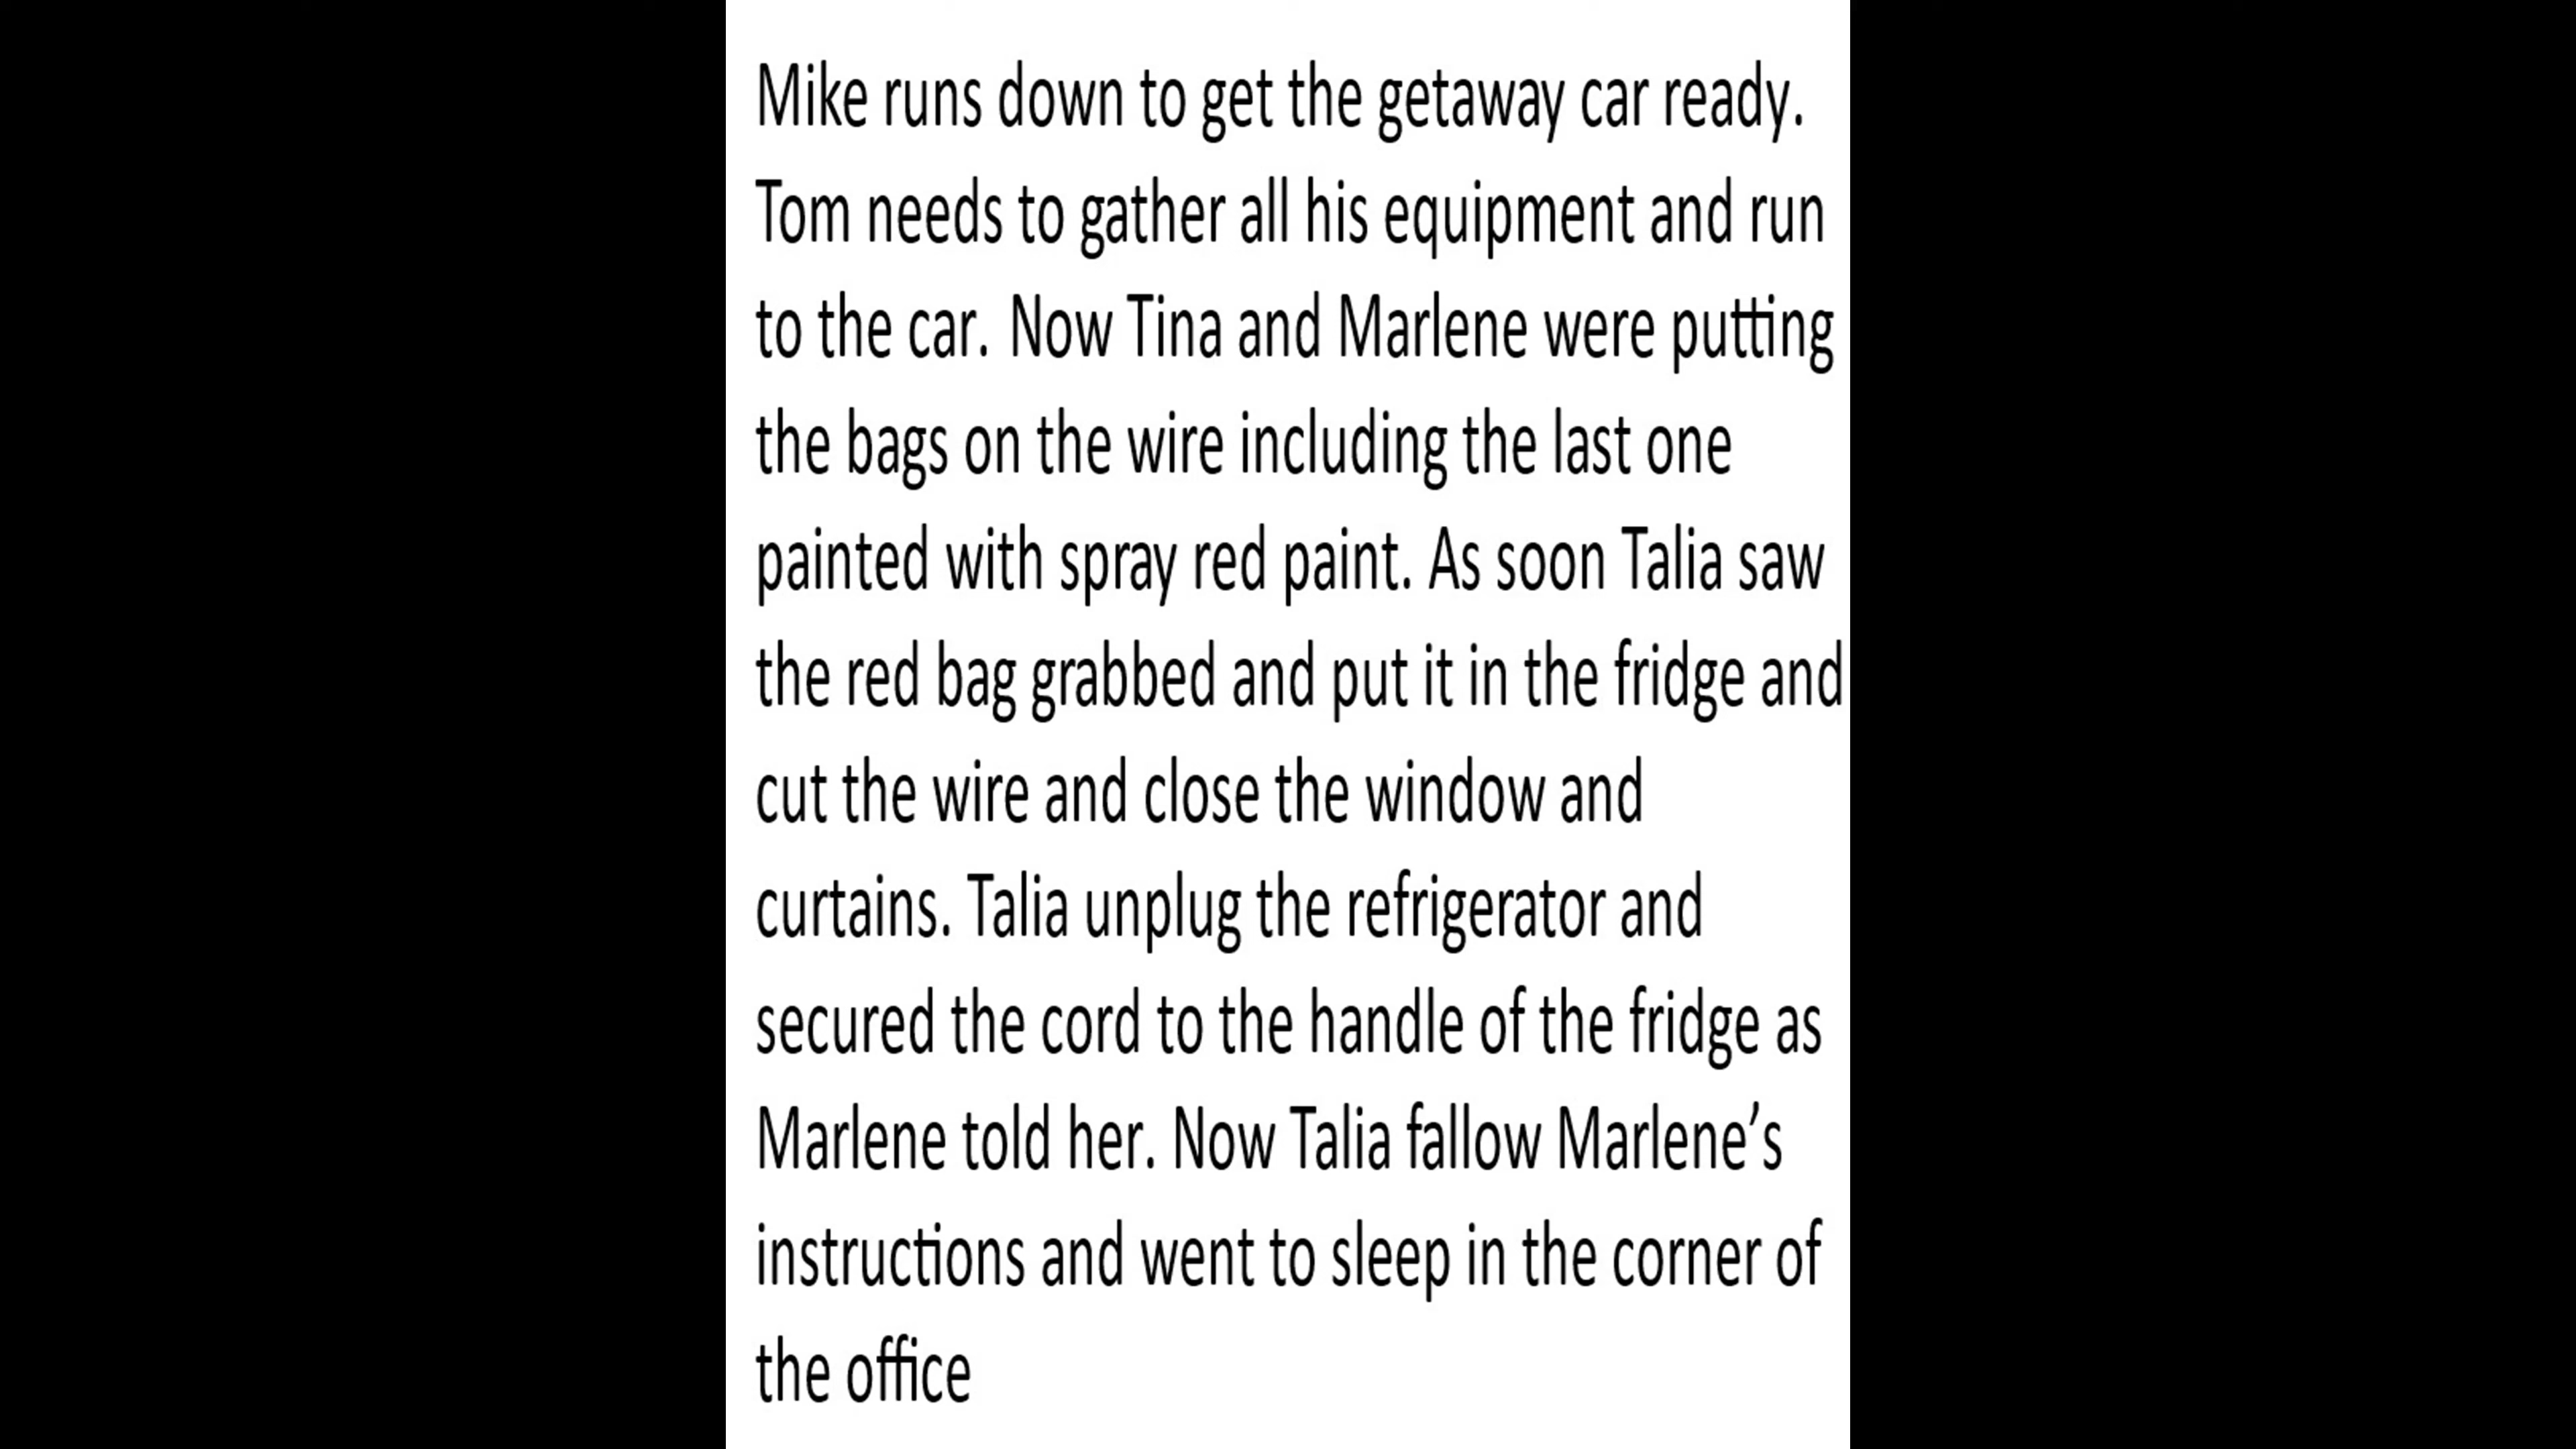 Mike runs down to get the getaway car ready.
Tom needs to gather all his equipment and run
to the car. Now Tina and Marlene were putting
the bags on the wire including the last one
painted with spray red paint. As soon Talia saw
the red bag grabbed and put it in the fridge and
cut the wire and close the window and
curtains. Talia unplug the refrigerator and
secured the cord to the handle of the fridge as
Marlene told her. Now Talia fallow Marlene’s
instructions and went to sleep in the corner of
the office